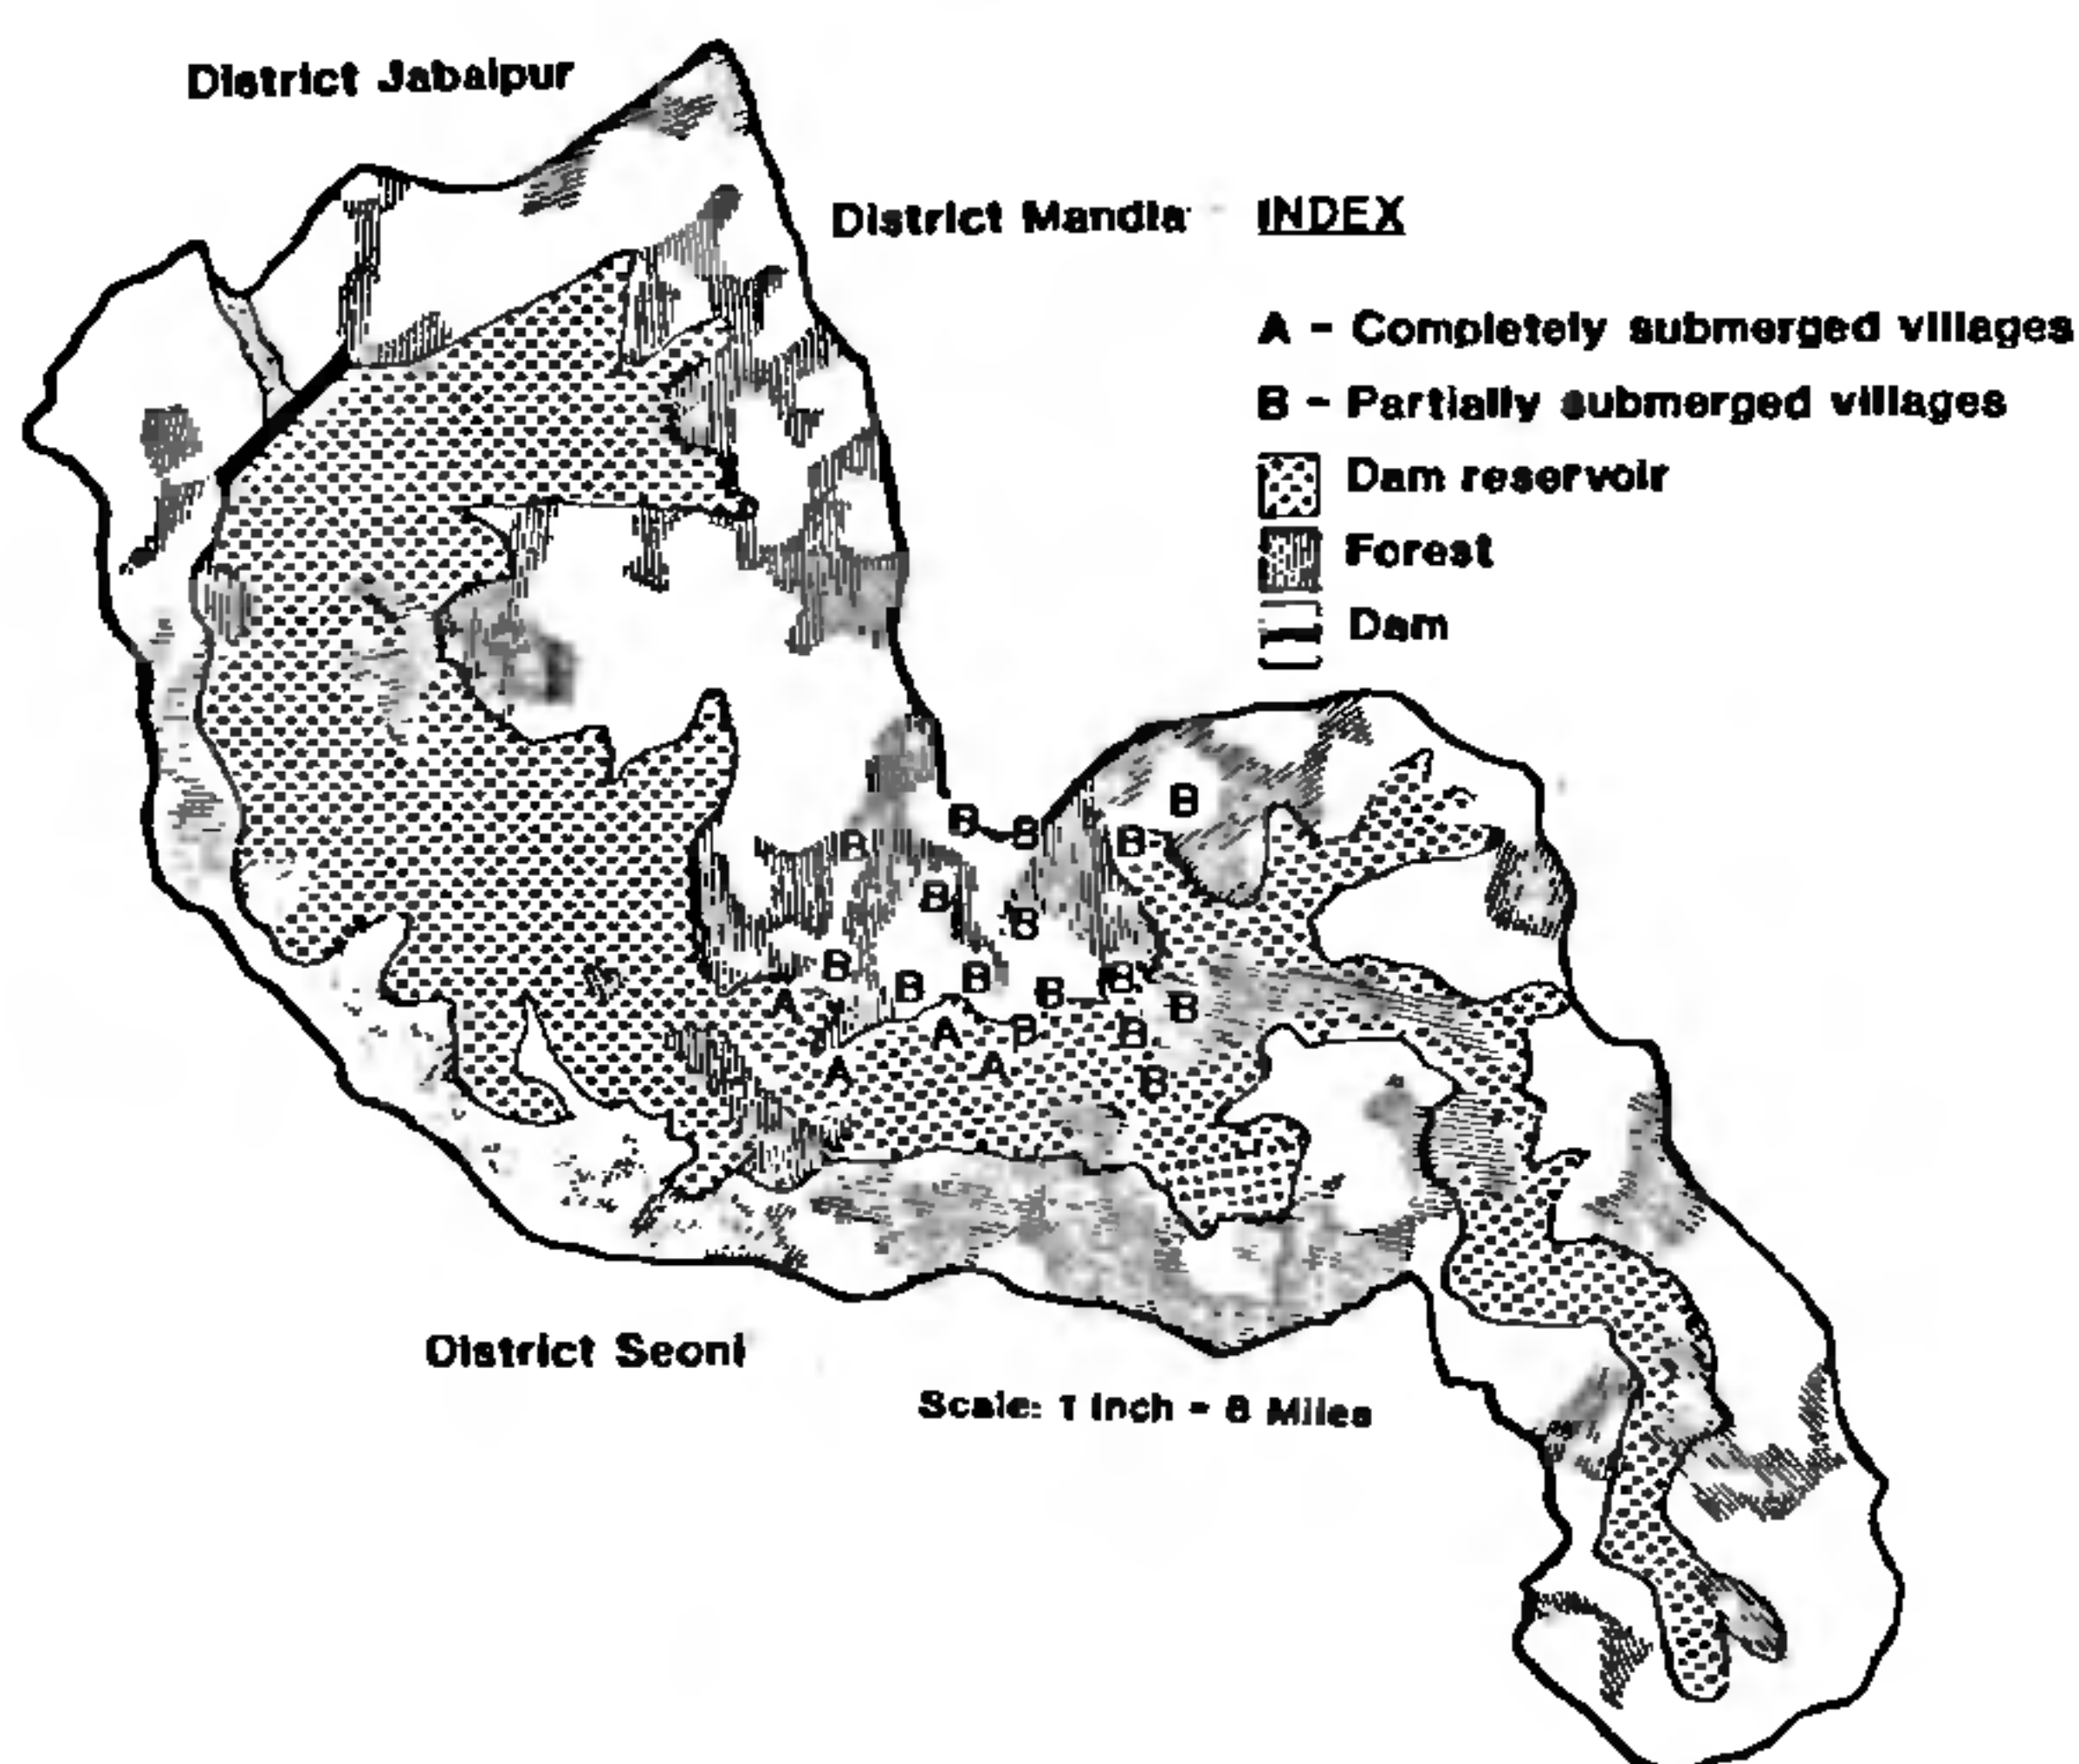 District Jabalpur
District Mandla INDEX
A - Completely submerged villages
B - Partially submerged villages
Dam reservoir
Forest
Dam
B
B
B B
B B
B
B
B B B B B
A B
A B B
A A
B
District Seoni
Scale: 1 Inch = 8 Miles